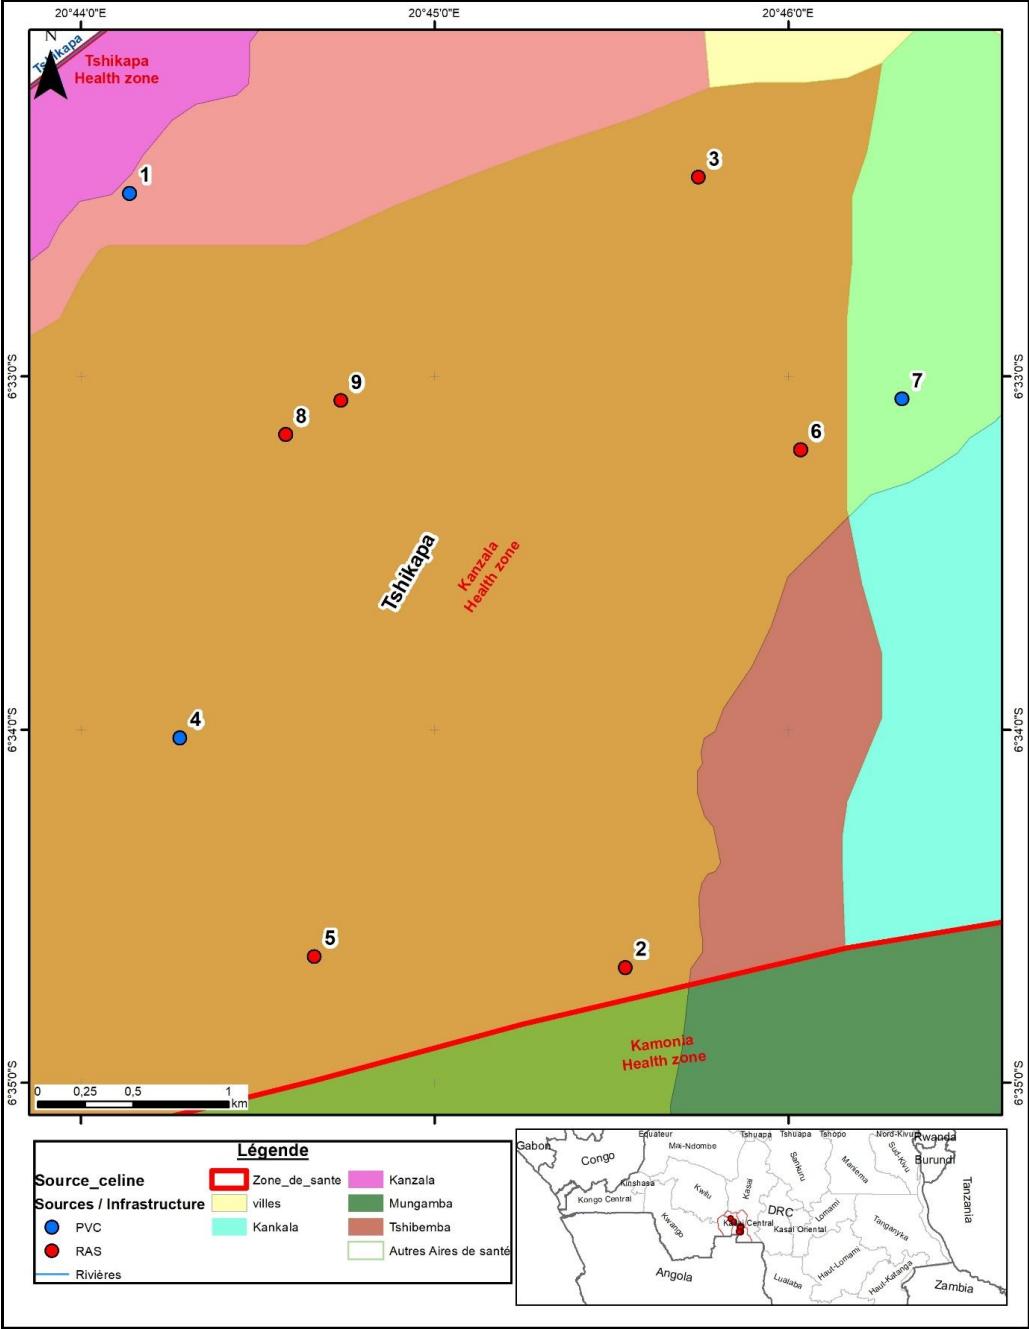 20°44'0"E
20°45'0"E
20°46'0"E
N
Tshikapa
Tshikapa
Health zone
1
3
6°33'0"S
6°33'0"S
9
8
7
6
Tshikapa
Kanzala
Health zone
4
6°34'0"S
6°34'0"S
5
2
Kamonia
Health zone
6°35'0"S
6°35'0"S
0 0,25 0,5 1
km
Légende
Source_celine
Sources / Infrastructure
PVC
RAS
Rivières
Zone_de_sante
villes
Kankala
Kanzala
Mungamba
Tshibemba
Autres Aires de santé
Gabon
Congo
Equateur
Mai-Ndombe
Tshuapa
Tshuapa
Tshopo
Nord-Kivu
Rwanda
Burundi
Sud-Kivu
Maniema
Sankuru
Kasai
Kinshasa
Kongo Central
Kwilu
Kwango
Kasai Central
DRC
Kasai Oriental
Lomami
Tanganyika
Tanzania
Haut-Lomami
Haut-Katanga
Lualaba
Angola
Zambia